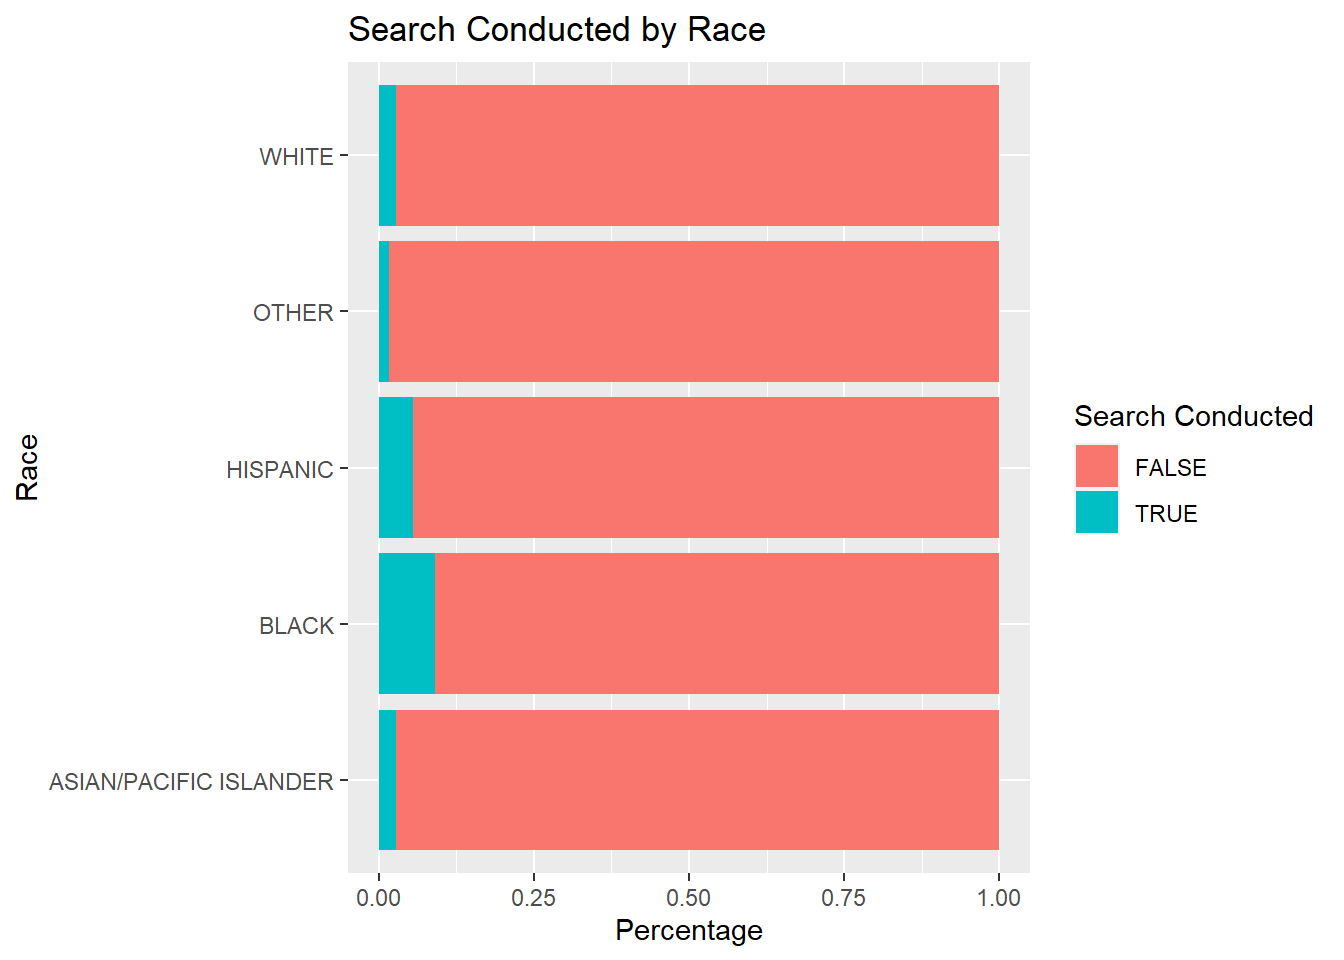 Search Conducted by Race
WHITE
OTHER
HISPANIC
BLACK
ASIAN/PACIFIC ISLANDER
Race
0.00 0.25 0.50 0.75 1.00
Percentage
Search Conducted
FALSE
TRUE